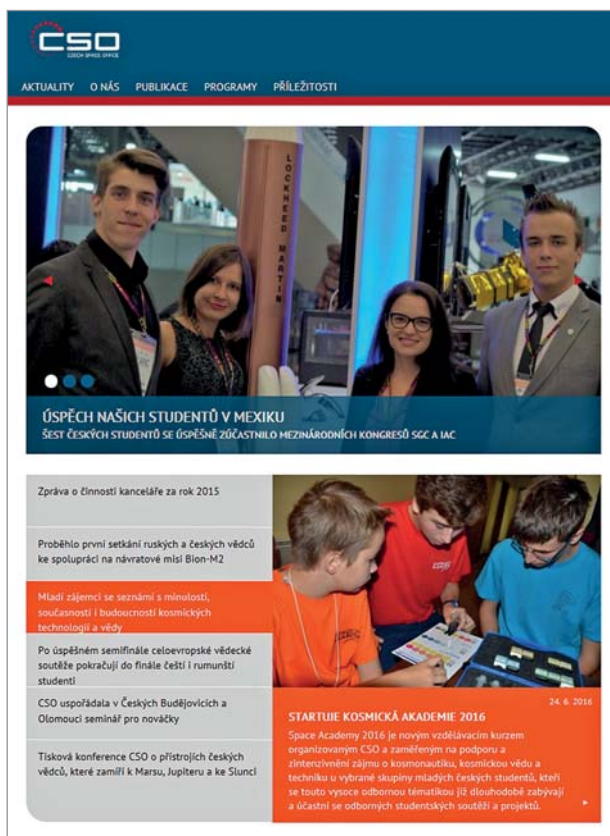 CSO
CZECH SPACE OFFICE
AKTUALITY O NÁS PUBLIKACE PROGRAMY PŘÍLEŽITOSTI
LOCKHEED MARTIN
ÚSPĚCH NAŠICH STUDENTŮ V MEXIKU
ŠEST ČESKÝCH STUDENTŮ SE ÚSPĚŠNĚ ZÚČASTNILO MEZINÁRODNÍCH KONGRESŮ SGC A IAC
Zpráva o činnosti kanceláře za rok 2015
Proběhlo první setkání ruských a českých vědců
ke spolupráci na návratové misi Bion-M2
Mladí zájemci se seznámí s minulostí,
současností i budoucností kosmických
technologií a vědy
Po úspěšném semifinále celoevropské vědecké
soutěže pokračují do finále čeští i rumunští
studenti
CSO uspořádala v Českých Budějovicích a
Olomouci seminář pro nováčky
Tisková konference CSO o přístrojích českých
vědců, které zamíří k Marsu, Jupiteru a ke Slunci
24. 6. 2016
STARTUJE KOSMICKÁ AKADEMIE 2016
Space Academy 2016 je novým vzdělávacím kurzem
organizovaným CSO a zaměřeným na podporu a
zintenzivnění zájmu o kosmonautiku, kosmickou vědu a
techniku u vybrané skupiny mladých českých studentů, kteří
se touto vysoce odbornou tématikou již dlouhodobě zabývají
a účastní se odborných studentských soutěží a projektů.